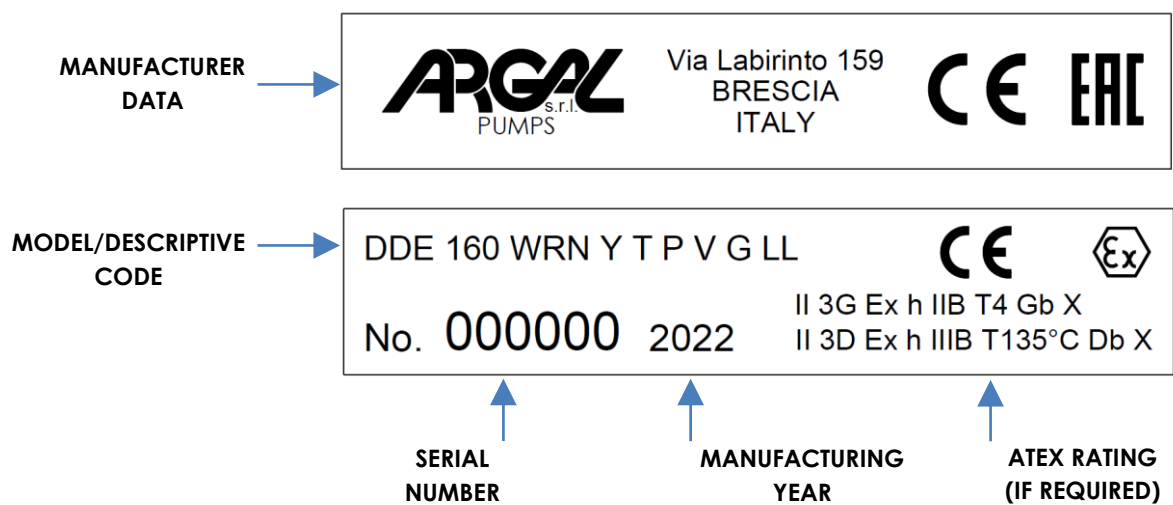 MANUFACTURER
DATA
ARGAL
s.r.l.
PUMPS
Via Labirinto 159
BRESCIA
ITALY
CE EAC
MODEL/DESCRIPTIVE
CODE
DDE 160 WRN Y T P V G LL
CE Ex
No. 000000 2022
II 3G Ex h IIB T4 Gb X
II 3D Ex h IIIB T135°C Db X
SERIAL
NUMBER
MANUFACTURING
YEAR
ATEX RATING
(IF REQUIRED)